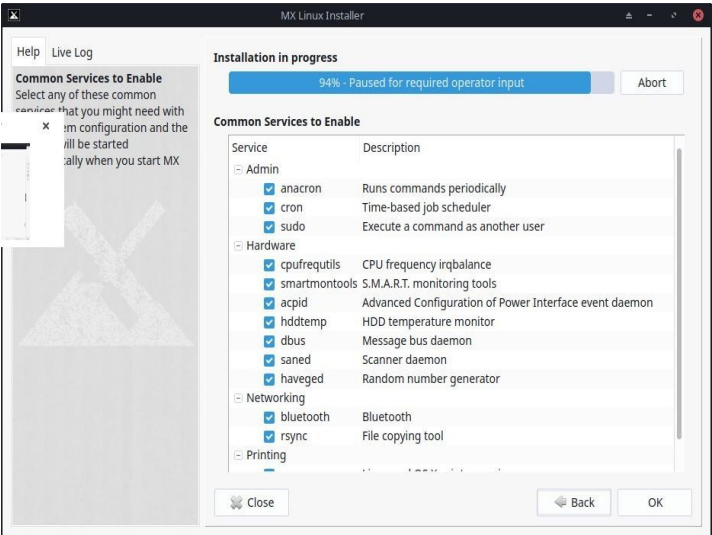 MX Linux Installer
Help Live Log
Common Services to Enable
Select any of these common
services that you might need with
em configuration and the
ill be started
cally when you start MX
Installation in progress
94% - Paused for required operator input
Abort
Common Services to Enable
Service Description
Admin
anacron Runs commands periodically
cron Time-based job scheduler
sudo Execute a command as another user
Hardware
cpufrequtils CPU frequency irqbalance
smartmontools S.M.A.R.T. monitoring tools
acpid Advanced Configuration of Power Interface event daemon
hddtemp HDD temperature monitor
dbus Message bus daemon
saned Scanner daemon
haveged Random number generator
Networking
bluetooth Bluetooth
rsync File copying tool
Printing
Close
Back
OK